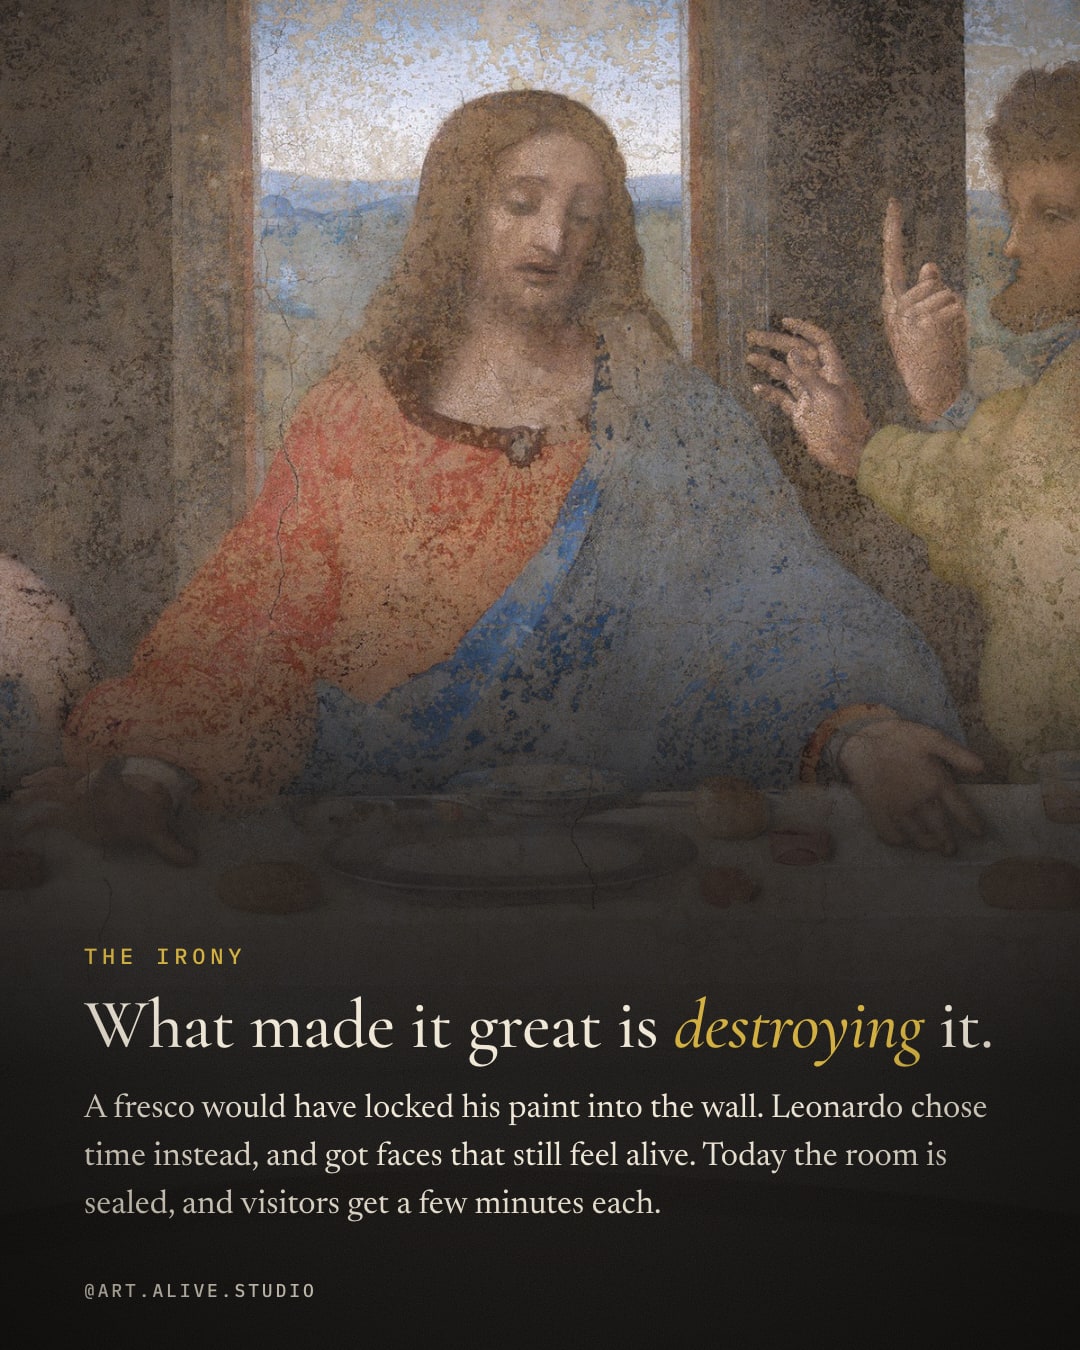 THE IRONY
What made it great is destroying it.
A fresco would have locked his paint into the wall. Leonardo chose
time instead, and got faces that still feel alive. Today the room is
sealed, and visitors get a few minutes each.
@ART.ALIVE.STUDIO